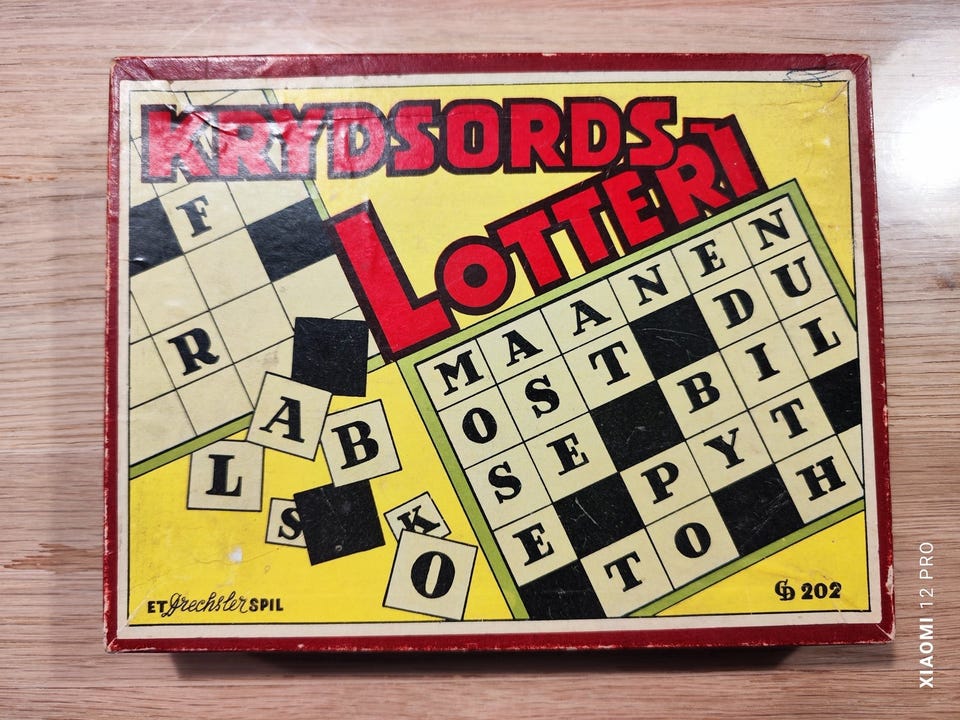 KRYDSORDS
LOTTERI
F
R
A B
L
S K
O
M A A N E N
O S T D U
S E B I L
E P Y T
T O H
ET Drechsler SPIL
202
XIAOMI 12 PRO